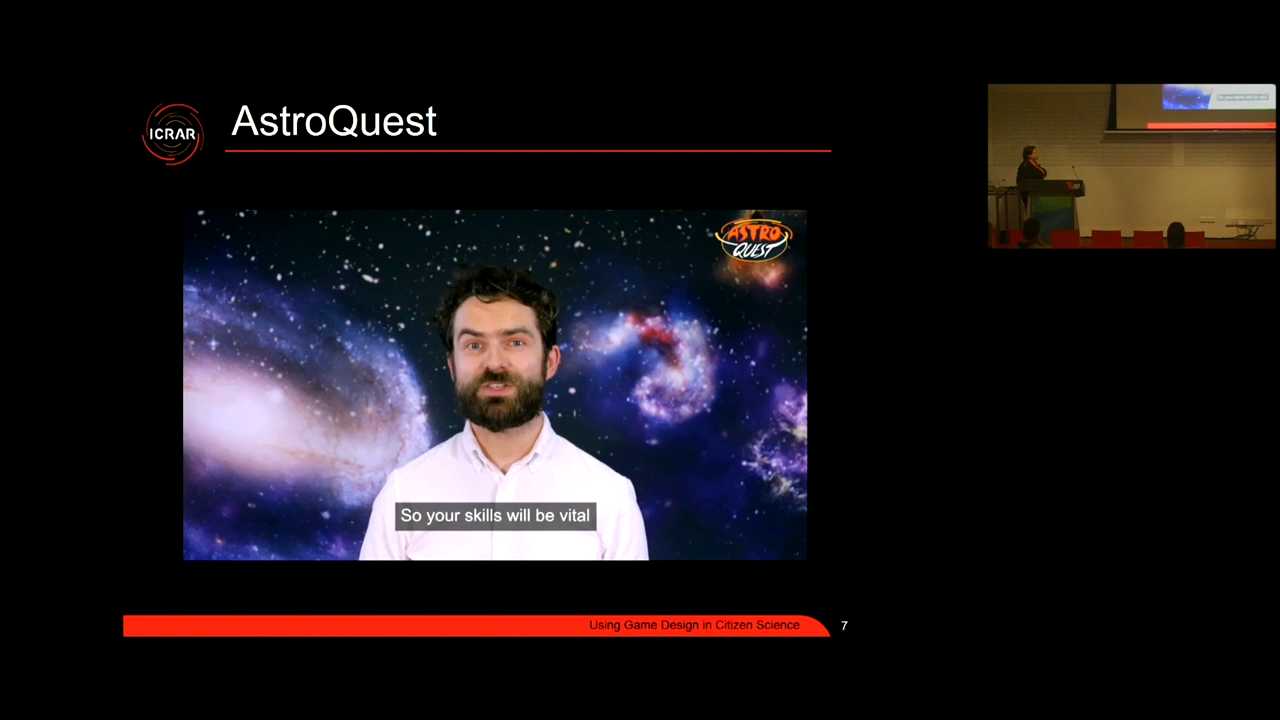 ICRAR
AstroQuest
ASTRO
QUEST
So your skills will be vital
Using Game Design in Citizen Science
7